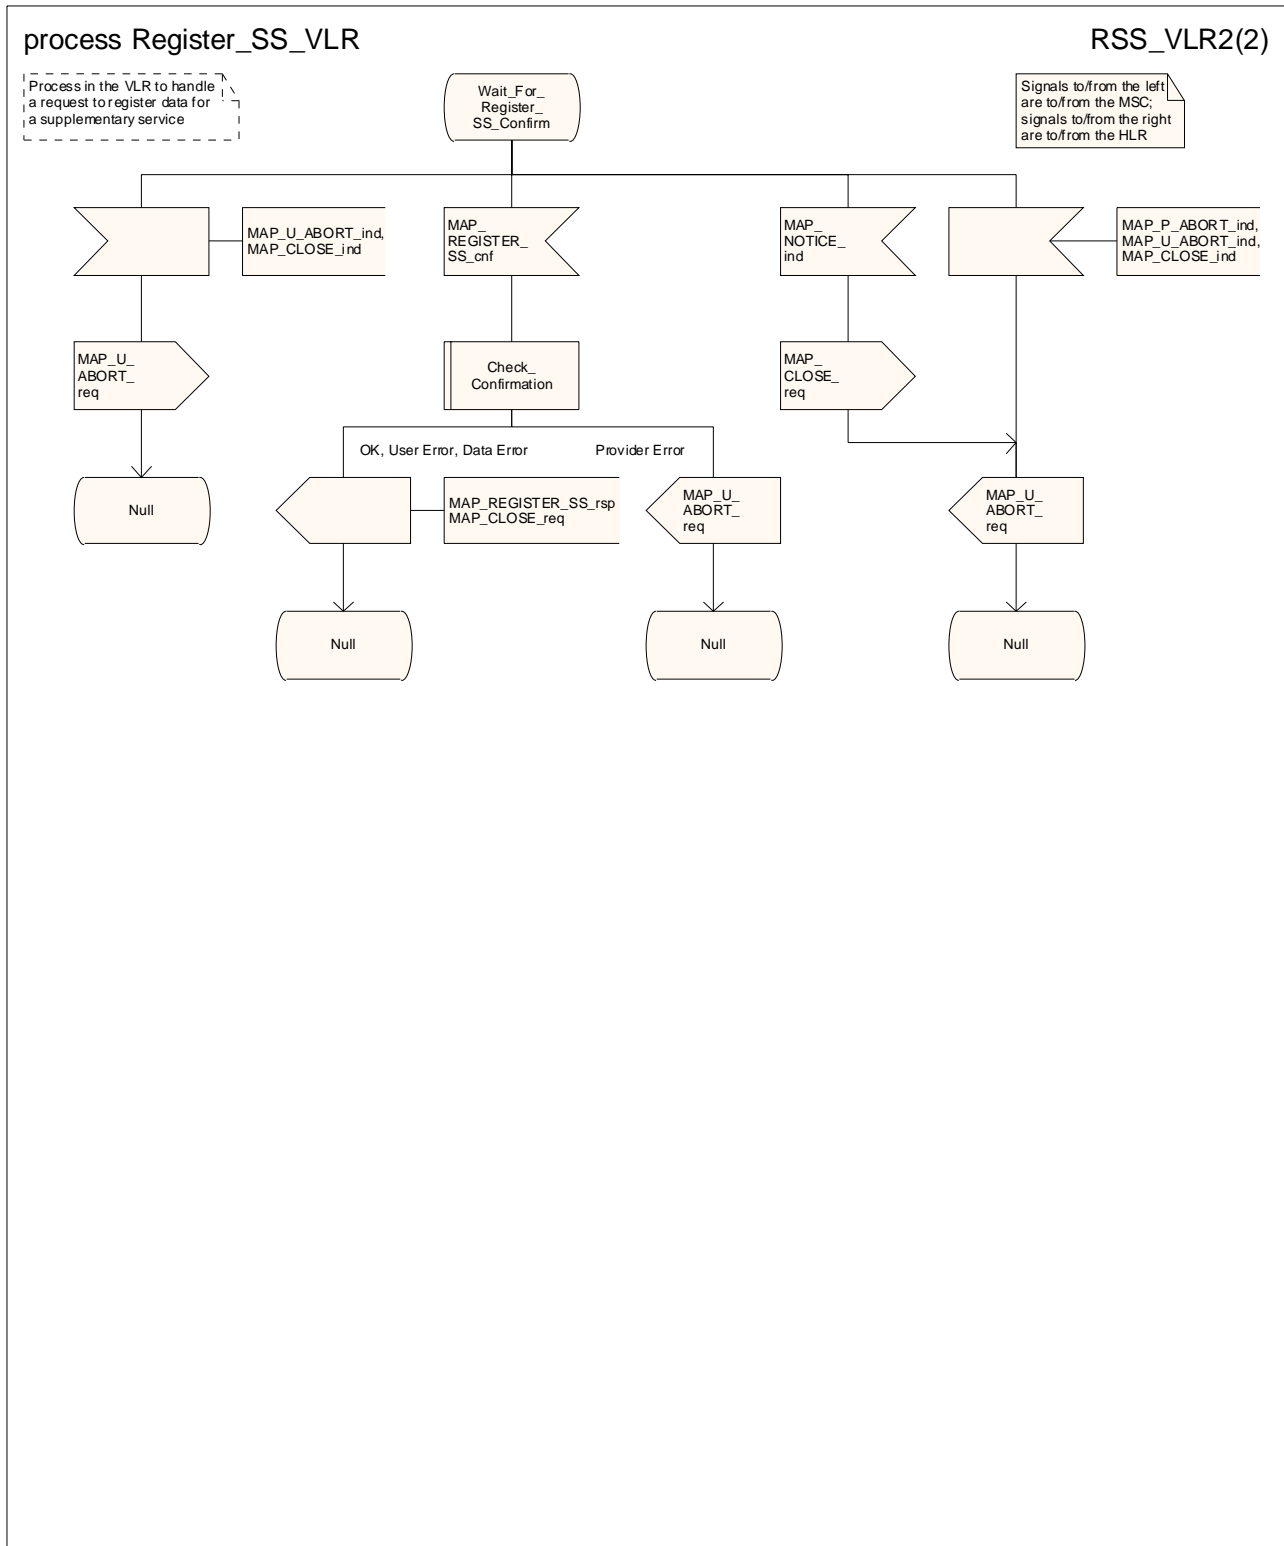 process Register_SS_VLR
RSS_VLR2(2)
Process in the VLR to handle
a request to register data for
a supplementary service
Wait_For_
Register_
SS_Confirm
Signals to/from the left
are to/from the MSC;
signals to/from the right
are to/from the HLR
MAP_U_ABORT_ind,
MAP_CLOSE_ind
MAP_
REGISTER_
SS_cnf
MAP_
NOTICE_
ind
MAP_P_ABORT_ind,
MAP_U_ABORT_ind,
MAP_CLOSE_ind
MAP_U_
ABORT_
req
Check_
Confirmation
MAP_
CLOSE_
req
OK, User Error, Data Error
Provider Error
Null
MAP_REGISTER_SS_rsp
MAP_CLOSE_req
MAP_U_
ABORT_
req
MAP_U_
ABORT_
req
Null
Null
Null